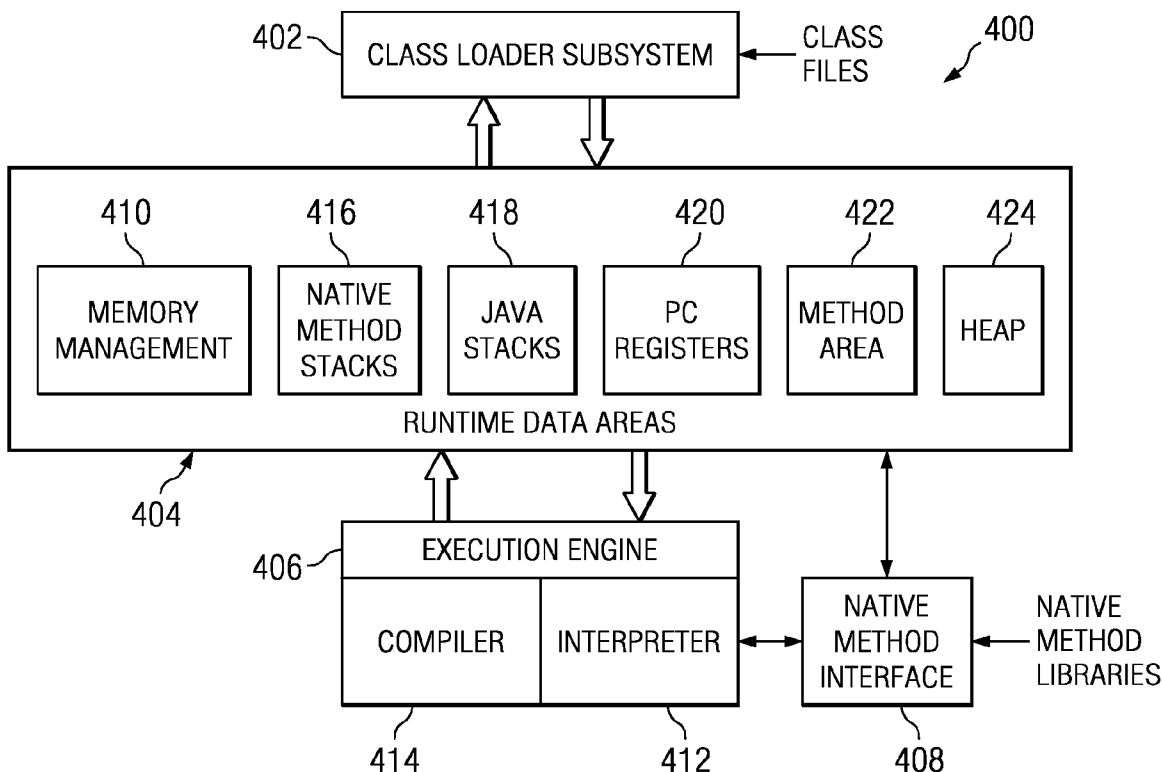 402
CLASS LOADER SUBSYSTEM
CLASS
FILES
400
410
416
418
420
422
424
MEMORY
MANAGEMENT
NATIVE
METHOD
STACKS
JAVA
STACKS
PC
REGISTERS
METHOD
AREA
HEAP
RUNTIME DATA AREAS
404
406
EXECUTION ENGINE
COMPILER
INTERPRETER
NATIVE
METHOD
INTERFACE
NATIVE
METHOD
LIBRARIES
414
412
408